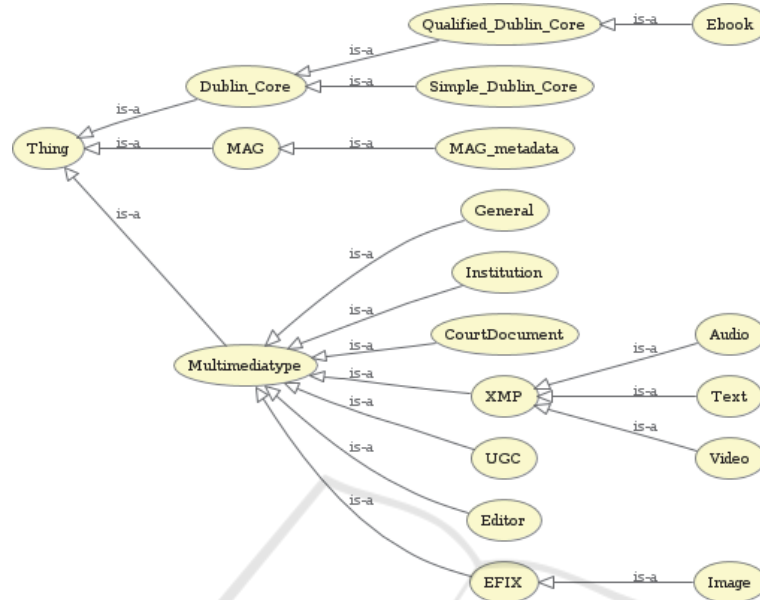 Qualified_Dublin_Core
is-a
Ebook
is-a
Dublin_Core
is-a
Simple_Dublin_Core
is-a
Thing
is-a
MAG
is-a
MAG_metadata
is-a
General
is-a
Institution
is-a
CourtDocument
is-a
Audio
is-a
Multimediatype
is-a
XMP
is-a
Text
is-a
UGC
is-a
Video
is-a
Editor
is-a
EFIX
is-a
Image